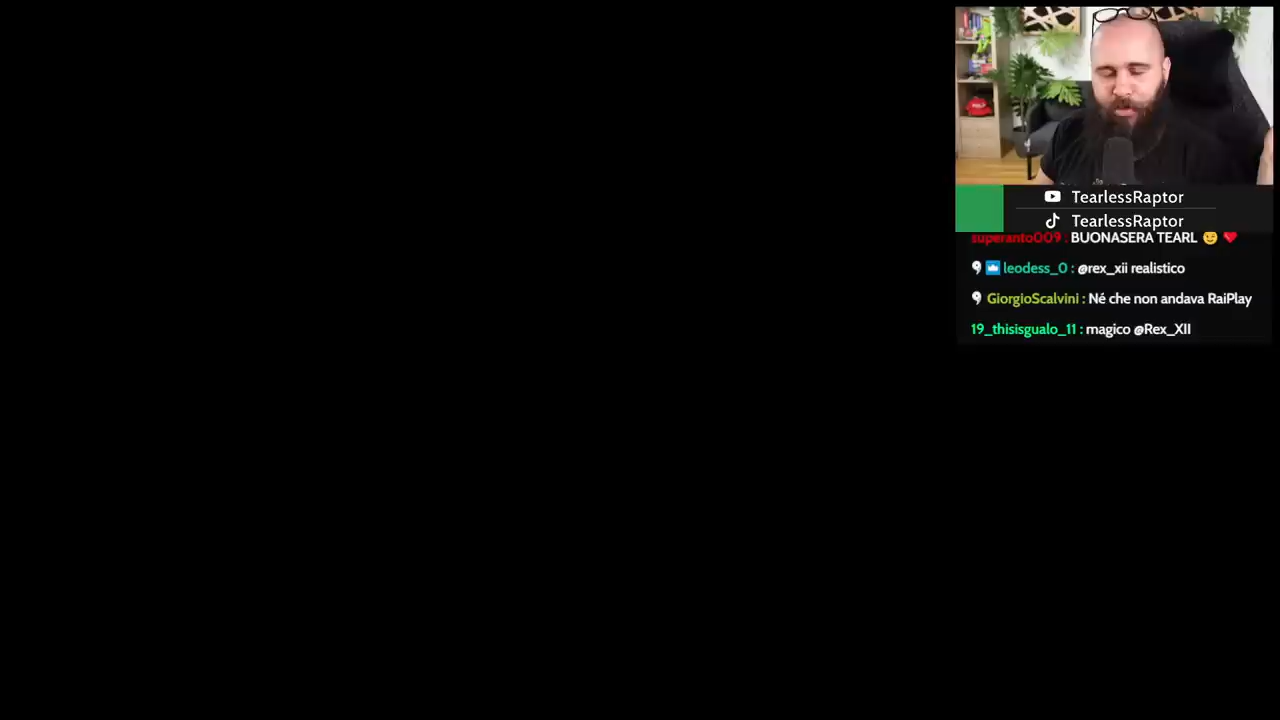 TearlessRaptor
TearlessRaptor
superanto009 : BUONASERA TEARL 😉 ❤️
leodess_0 : @rex_xii realistico
GiorgioScalvini : Né che non andava RaiPlay
19_thisisgualo_11 : magico @Rex_XII